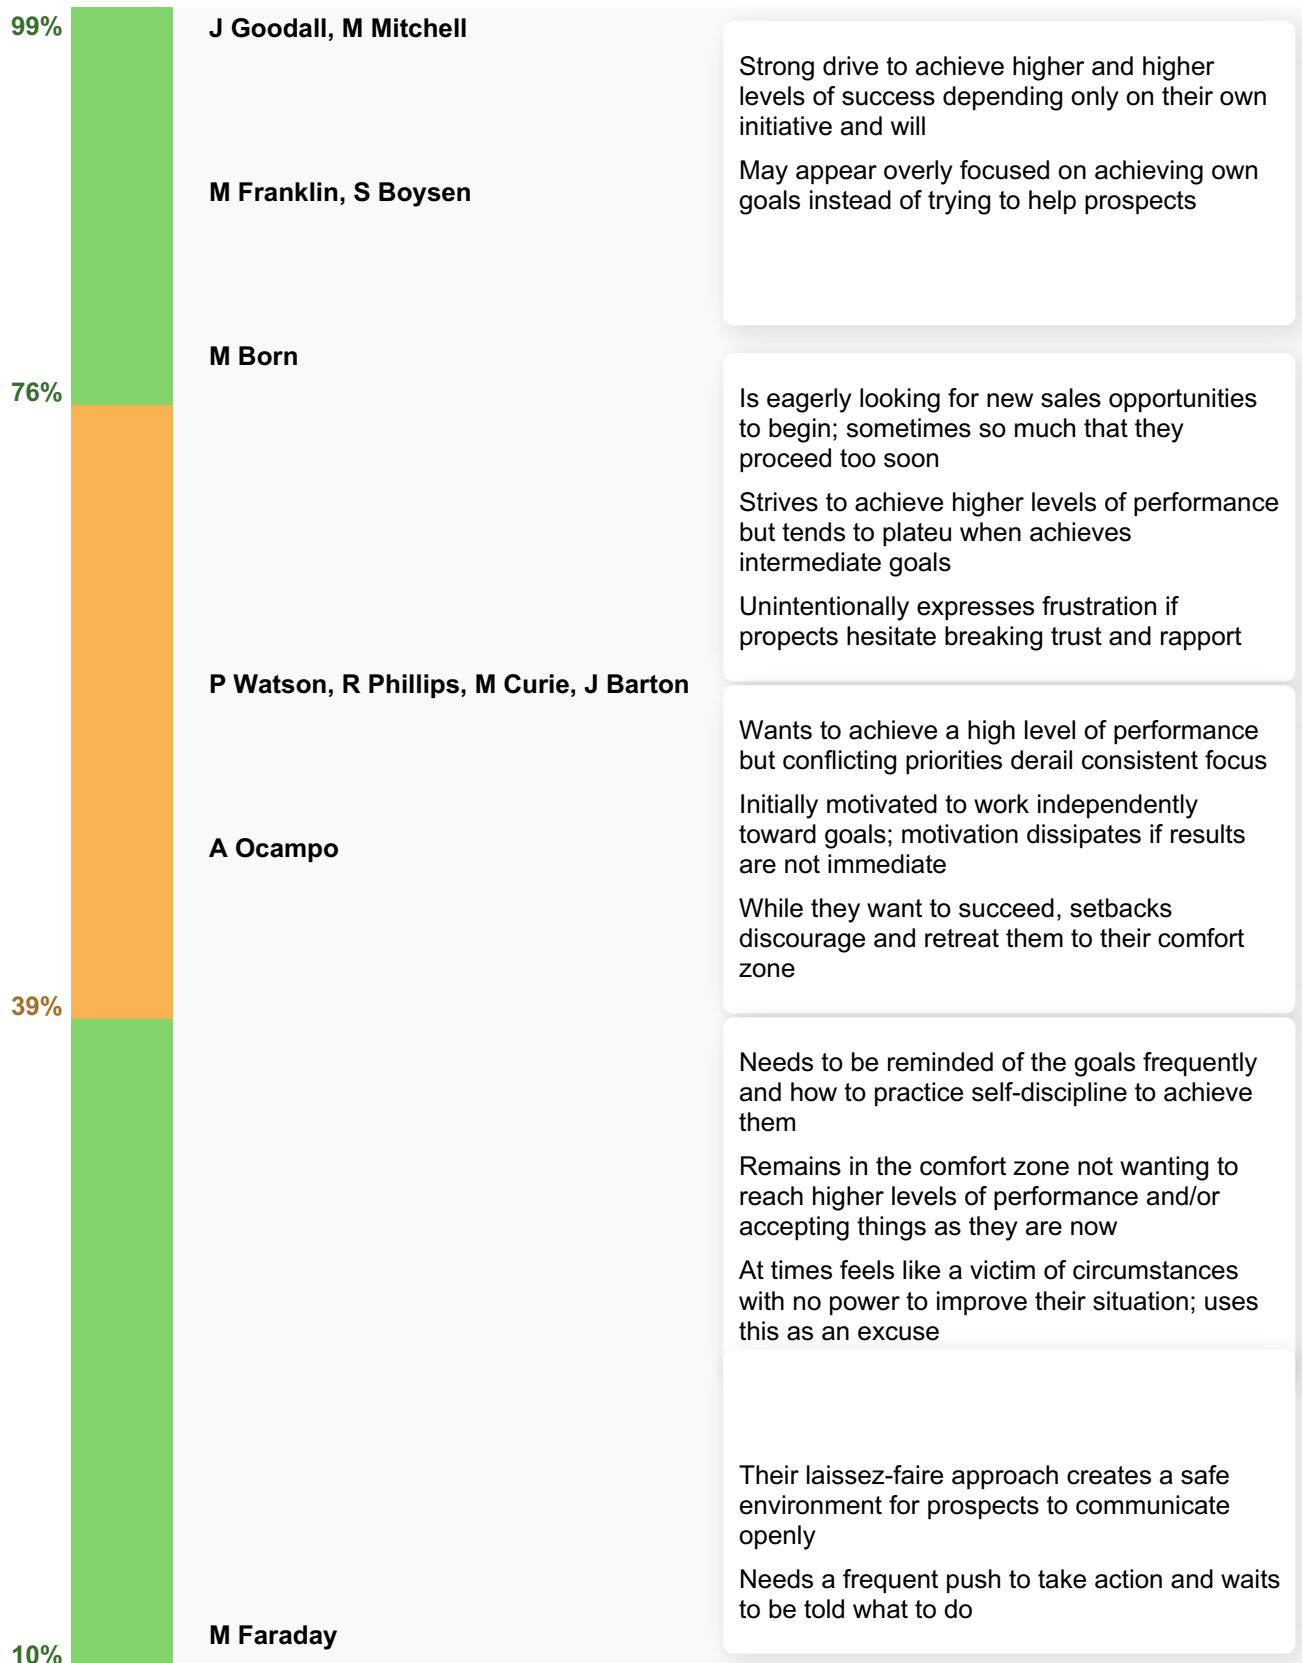 99%
J Goodall, M Mitchell
Strong drive to achieve higher and higher
levels of success depending only on their own
initiative and will
May appear overly focused on achieving own
goals instead of trying to help prospects
M Franklin, S Boysen
M Born
76%
Is eagerly looking for new sales opportunities
to begin; sometimes so much that they
proceed too soon
Strives to achieve higher levels of performance
but tends to plateu when achieves
intermediate goals
Unintentionally expresses frustration if
propects hesitate breaking trust and rapport
P Watson, R Phillips, M Curie, J Barton
Wants to achieve a high level of performance
but conflicting priorities derail consistent focus
Initially motivated to work independently
toward goals; motivation dissipates if results
are not immediate
A Ocampo
While they want to succeed, setbacks
discourage and retreat them to their comfort
zone
39%
Needs to be reminded of the goals frequently
and how to practice self-discipline to achieve
them
Remains in the comfort zone not wanting to
reach higher levels of performance and/or
accepting things as they are now
At times feels like a victim of circumstances
with no power to improve their situation; uses
this as an excuse
Their laissez-faire approach creates a safe
environment for prospects to communicate
openly
Needs a frequent push to take action and waits
to be told what to do
M Faraday
10%